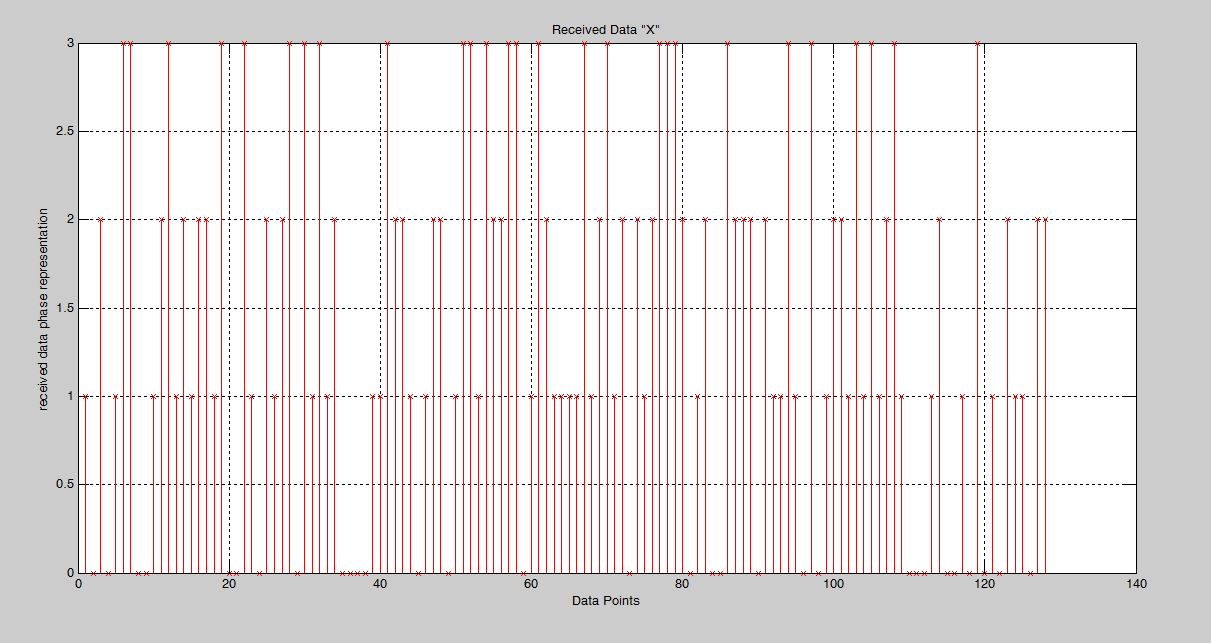 Received Data "X"
3
2.5
2
1.5
1
0.5
0
received data phase representation
0 20 40 60 80 100 120 140
Data Points